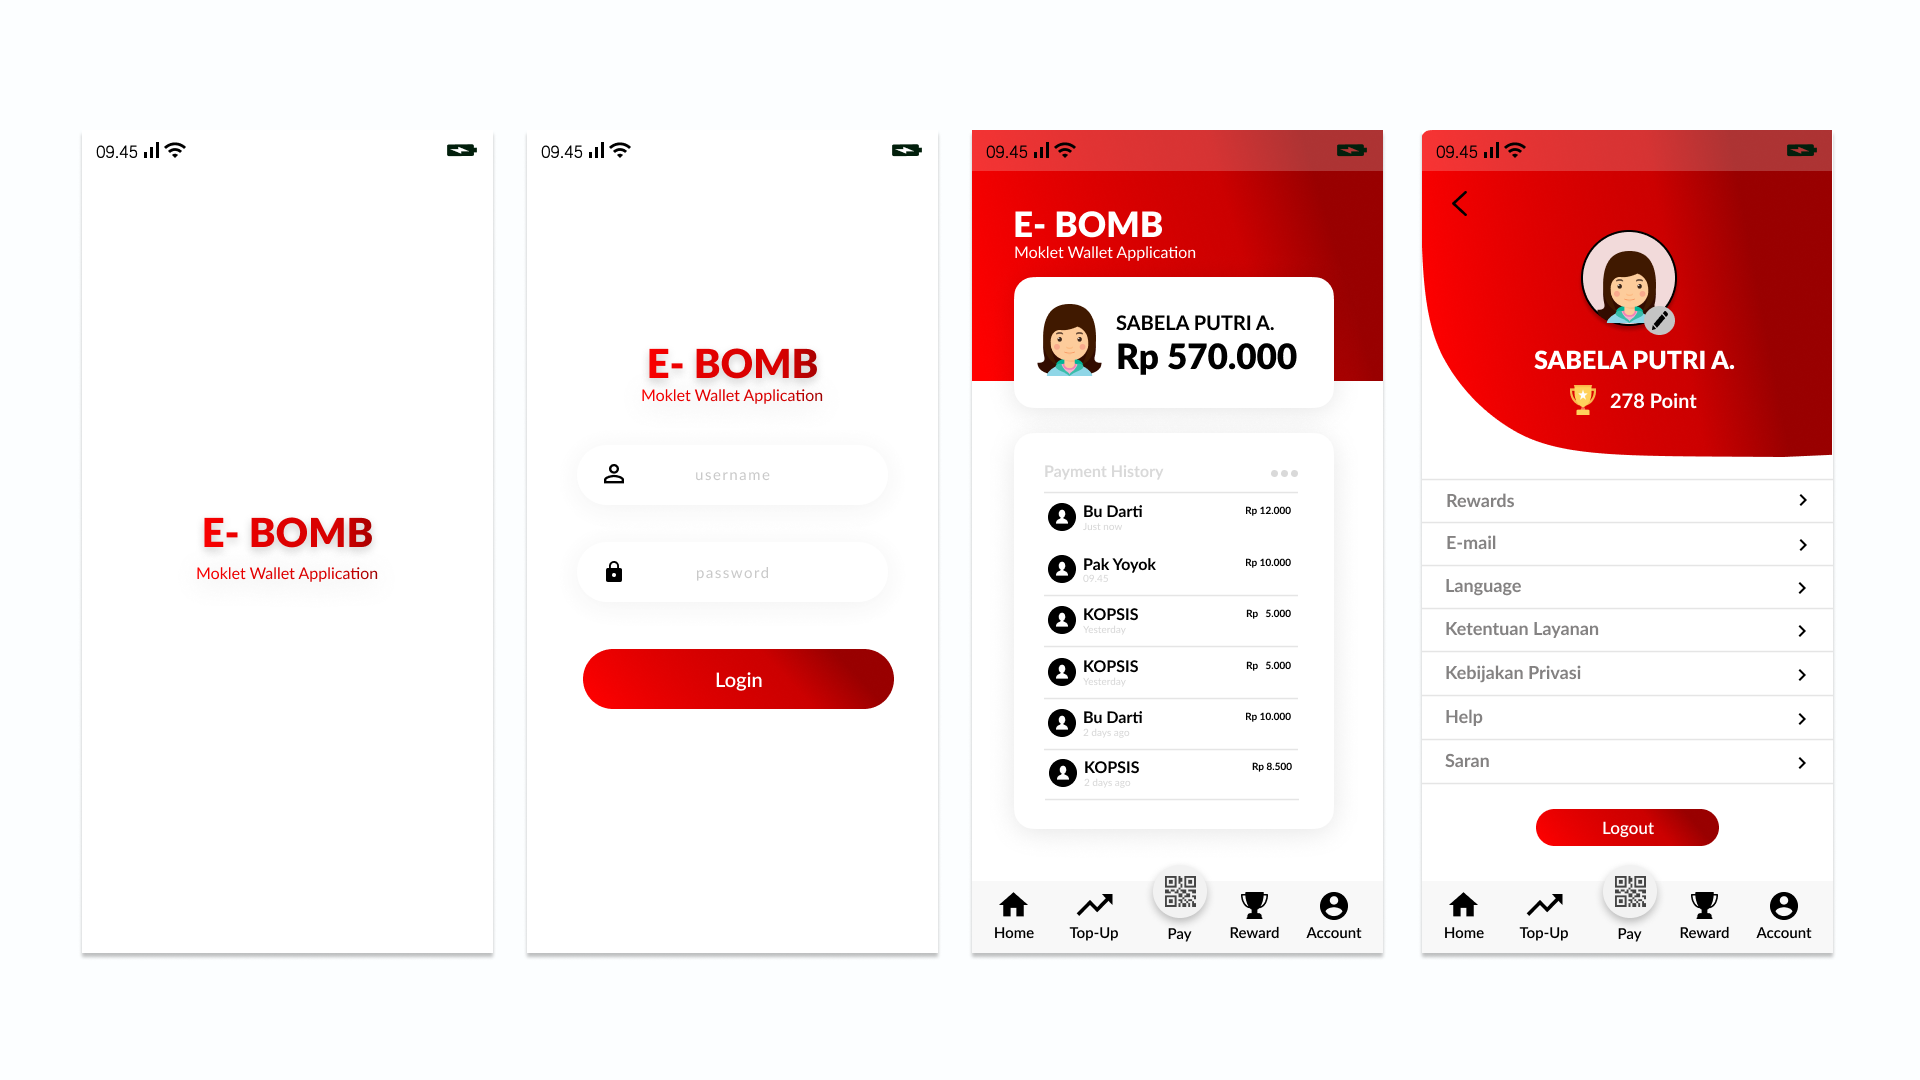 09.45
E- BOMB
Moklet Wallet Application
09.45
E- BOMB
Moklet Wallet Application
username
password
Login
09.45
E- BOMB
Moklet Wallet Application
SABELA PUTRI A.
Rp 570.000
Payment History
Bu Darti Rp 12.000
Just now
Pak Yoyok Rp 10.000
09.45
KOPSIS Rp 5.000
Yesterday
KOPSIS Rp 5.000
Yesterday
Bu Darti Rp 10.000
2 days ago
KOPSIS Rp 8.500
2 days ago
Home Top-Up Pay Reward Account
09.45
SABELA PUTRI A.
278 Point
Rewards
E-mail
Language
Ketentuan Layanan
Kebijakan Privasi
Help
Saran
Logout
Home Top-Up Pay Reward Account